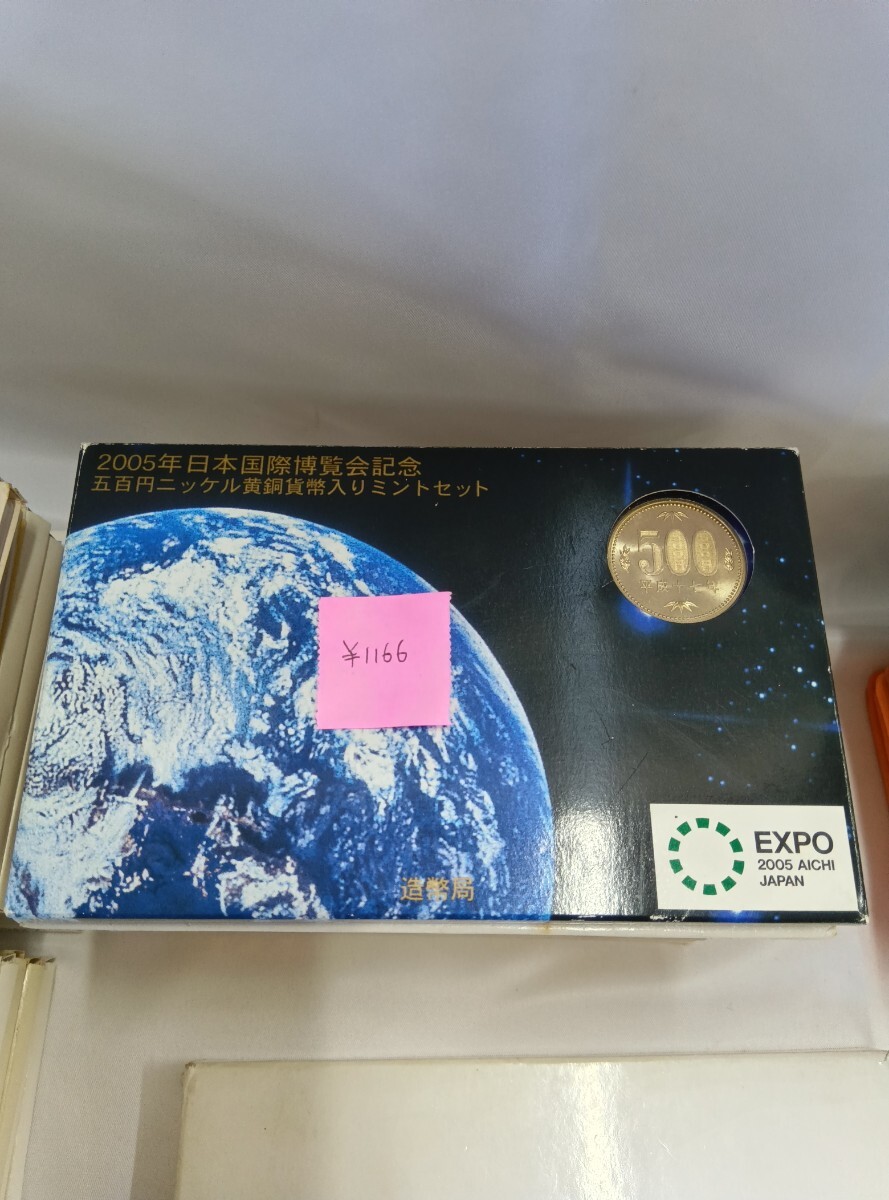 2005年日本国際博覧会記念
五百円ニッケル黄銅貨幣入りミントセット
500
¥1166
EXPO
2005 AICHI
JAPAN
造幣局